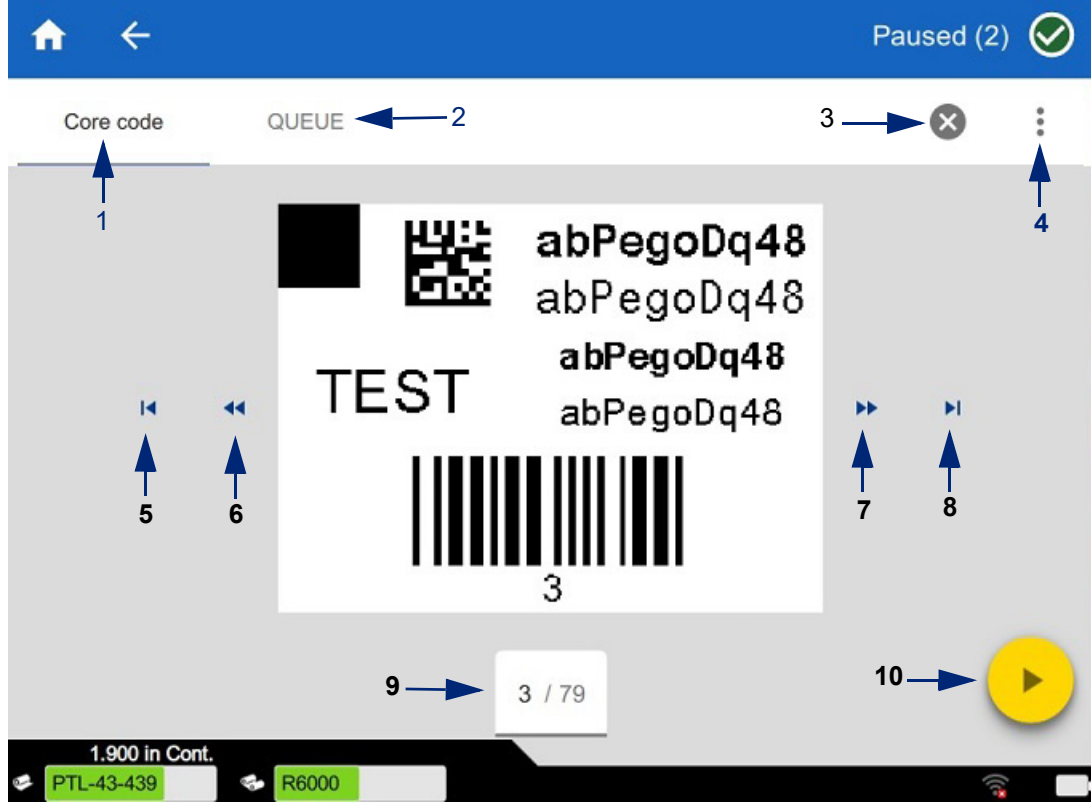 Paused (2)
Core code
QUEUE
2
3
1
4
abPegoDq48
abPegoDq48
abPegoDq48
TEST
abPegoDq48
5
6
7
8
3
9
3 / 79
10
1.900 in Cont.
PTL-43-439
R6000